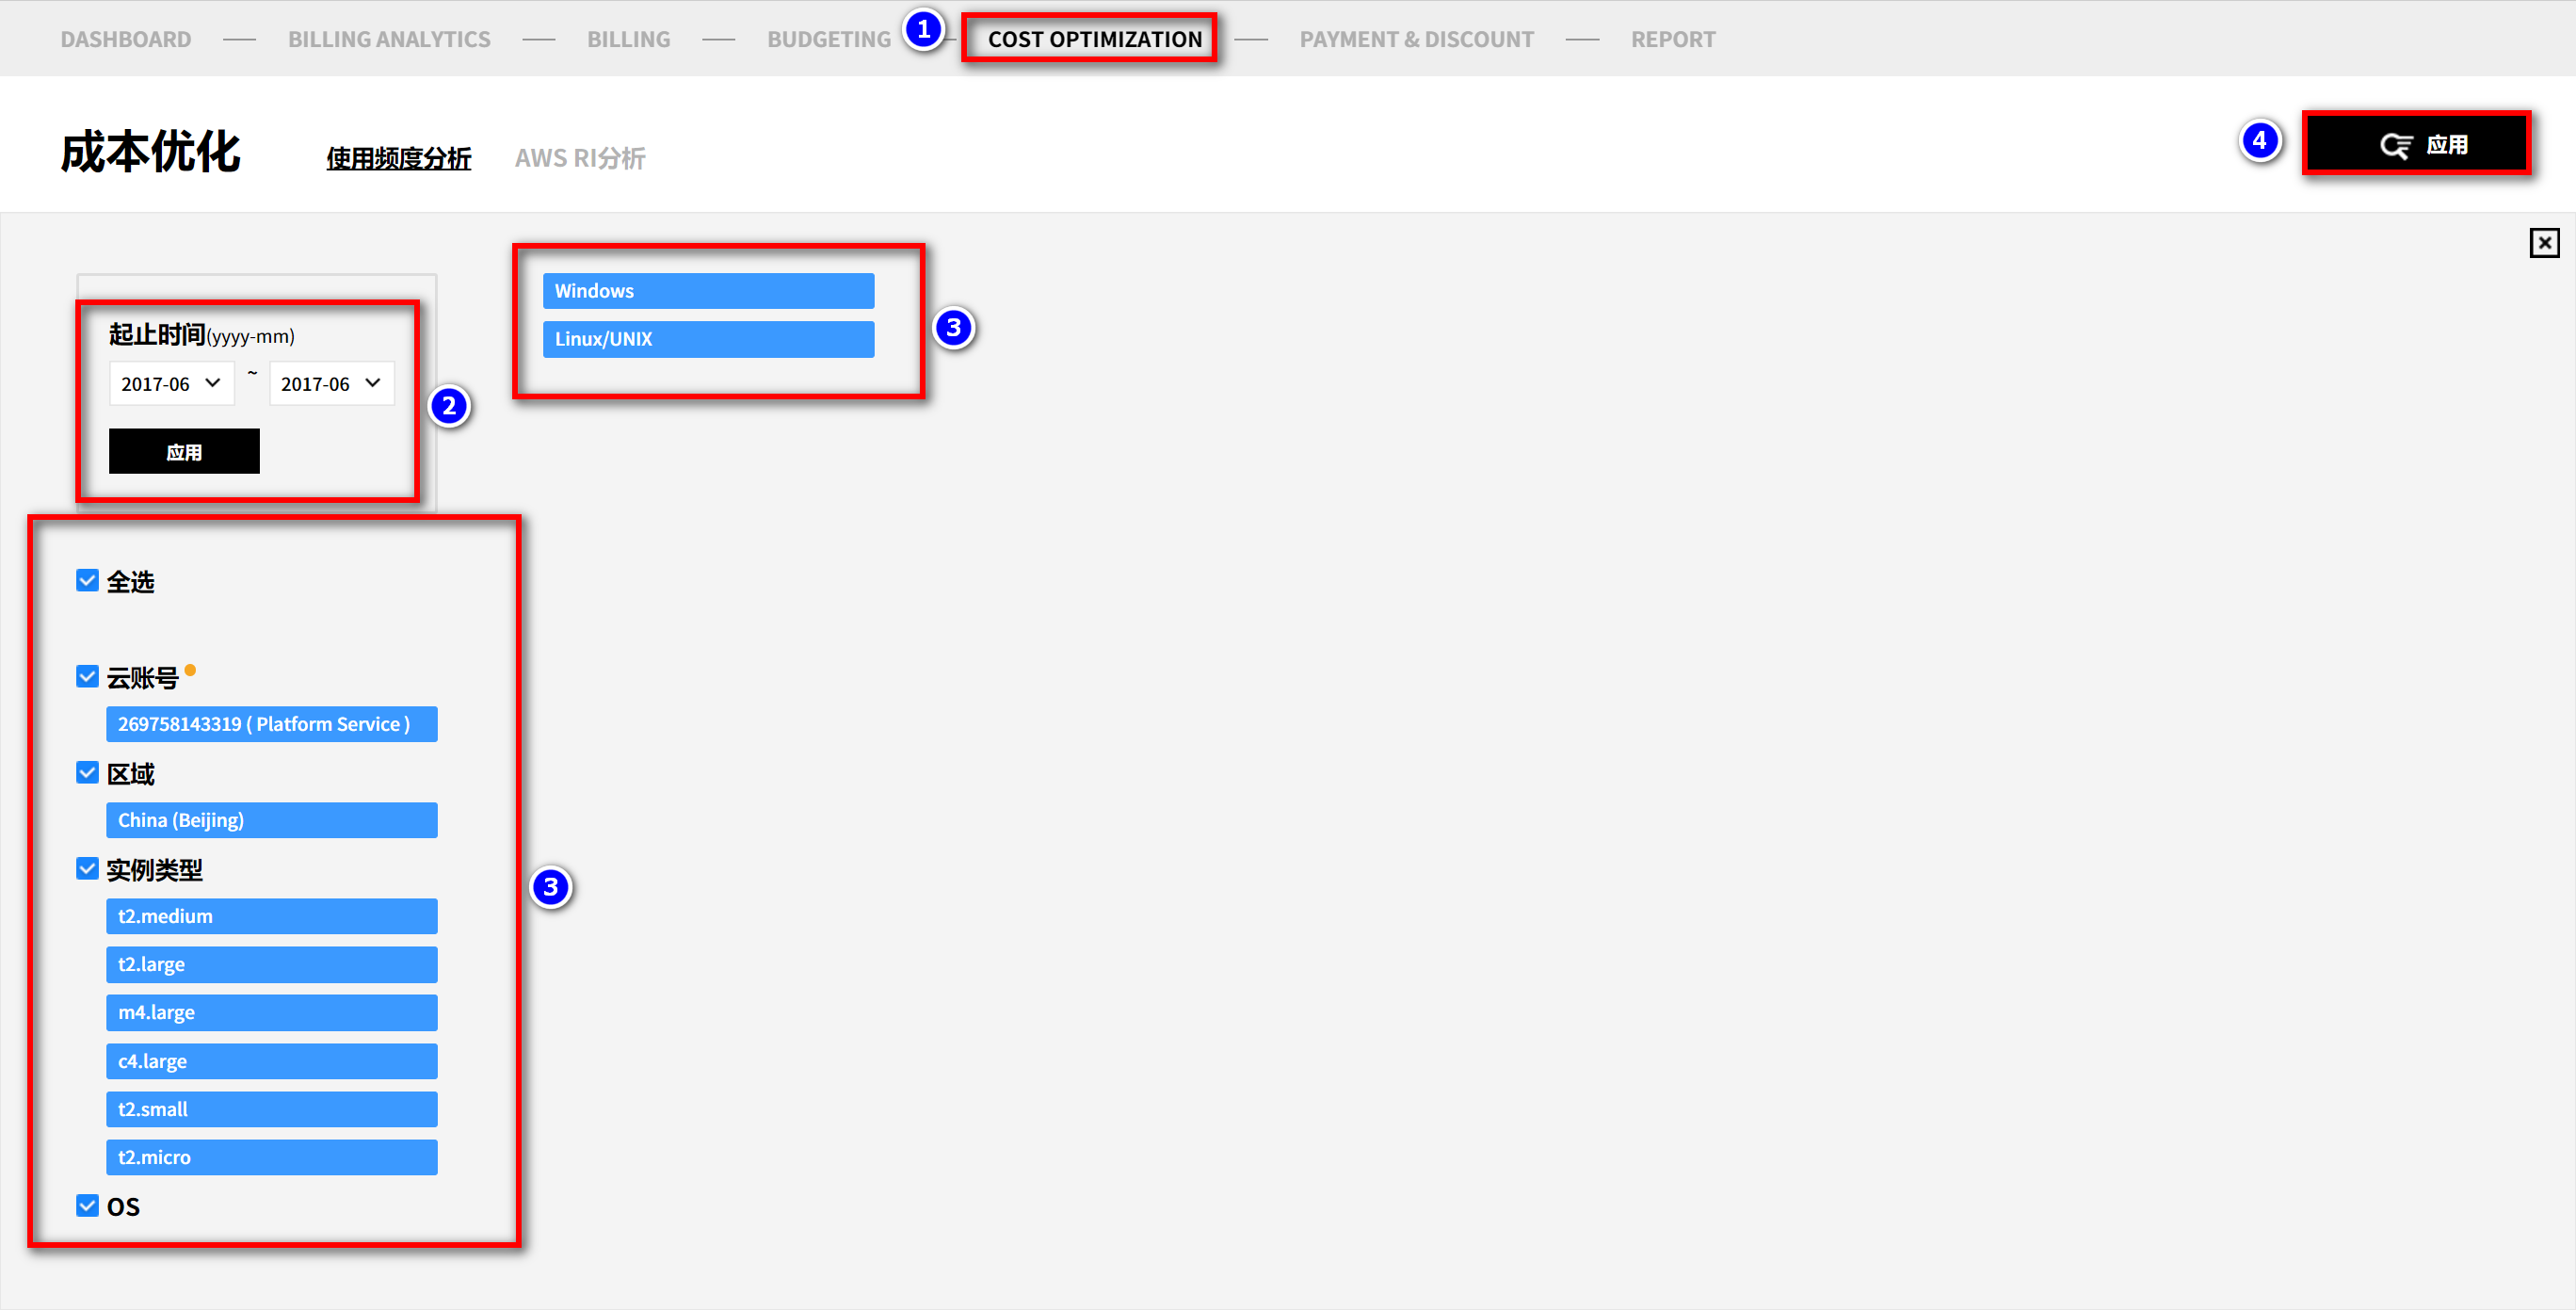 DASHBOARD — BILLING ANALYTICS — BILLING — BUDGETING 1 — COST OPTIMIZATION — PAYMENT & DISCOUNT — REPORT
成本优化 使用频度分析 AWS RI分析 4 应用
起止时间(yyyy-mm)
2017-06 ~ 2017-06
应用
2
Windows
Linux/UNIX
3
全选
云账号
269758143319 ( Platform Service )
区域
China (Beijing)
实例类型
t2.medium
t2.large
m4.large
c4.large
t2.small
t2.micro
OS
3